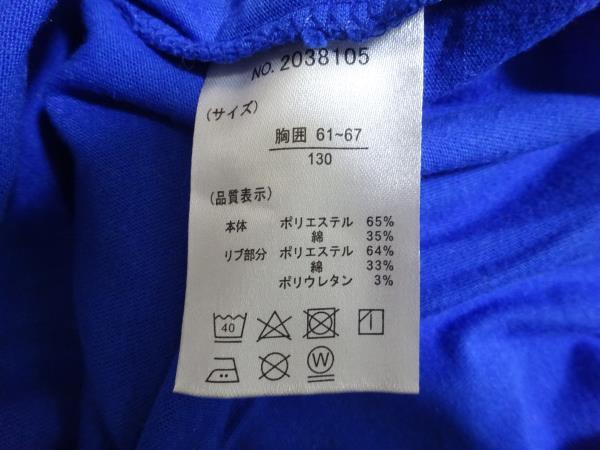 NO. 2038105
(サイズ)
胸囲 61~67
130
(品質表示)
本体 ポリエステル 65%
綿 35%
リブ部分 ポリエステル 64%
綿 33%
ポリウレタン 3%
40
W